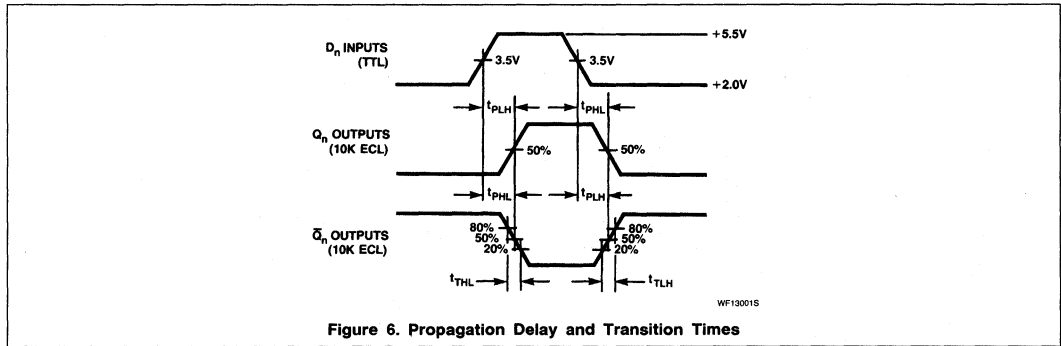 +5.5V
Dn INPUTS
(TTL)
3.5V
3.5V
+2.0V
tPLH
tPHL
Qn OUTPUTS
(10K ECL)
50%
50%
tPHL
tPLH
Q̅n OUTPUTS
(10K ECL)
80%
50%
20%
80%
50%
20%
tTHL
tTLH
WF13001S
Figure 6. Propagation Delay and Transition Times